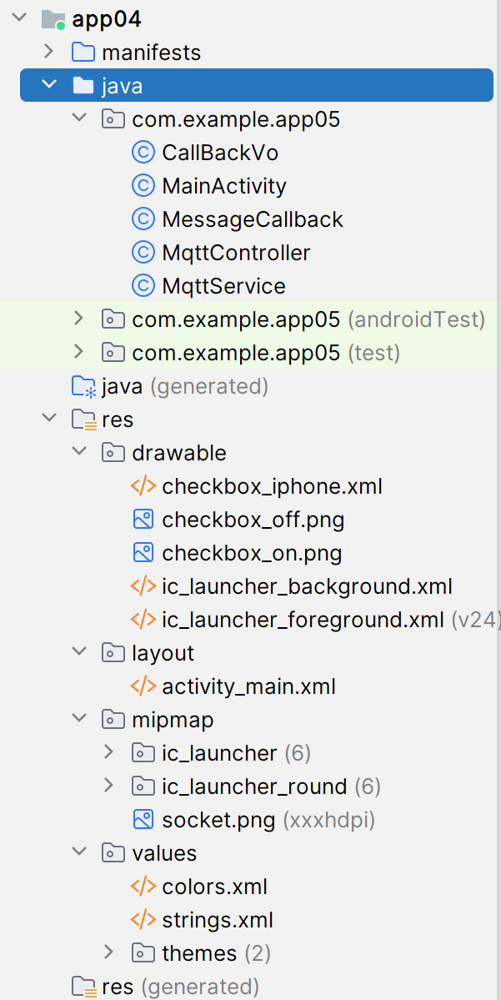 app04
manifests
java
com.example.app05
CallBackVo
MainActivity
MessageCallback
MqttController
MqttService
com.example.app05 (androidTest)
com.example.app05 (test)
java (generated)
res
drawable
checkbox_iphone.xml
checkbox_off.png
checkbox_on.png
ic_launcher_background.xml
ic_launcher_foreground.xml (v24)
layout
activity_main.xml
mipmap
ic_launcher (6)
ic_launcher_round (6)
socket.png (xxxhdpi)
values
colors.xml
strings.xml
themes (2)
res (generated)